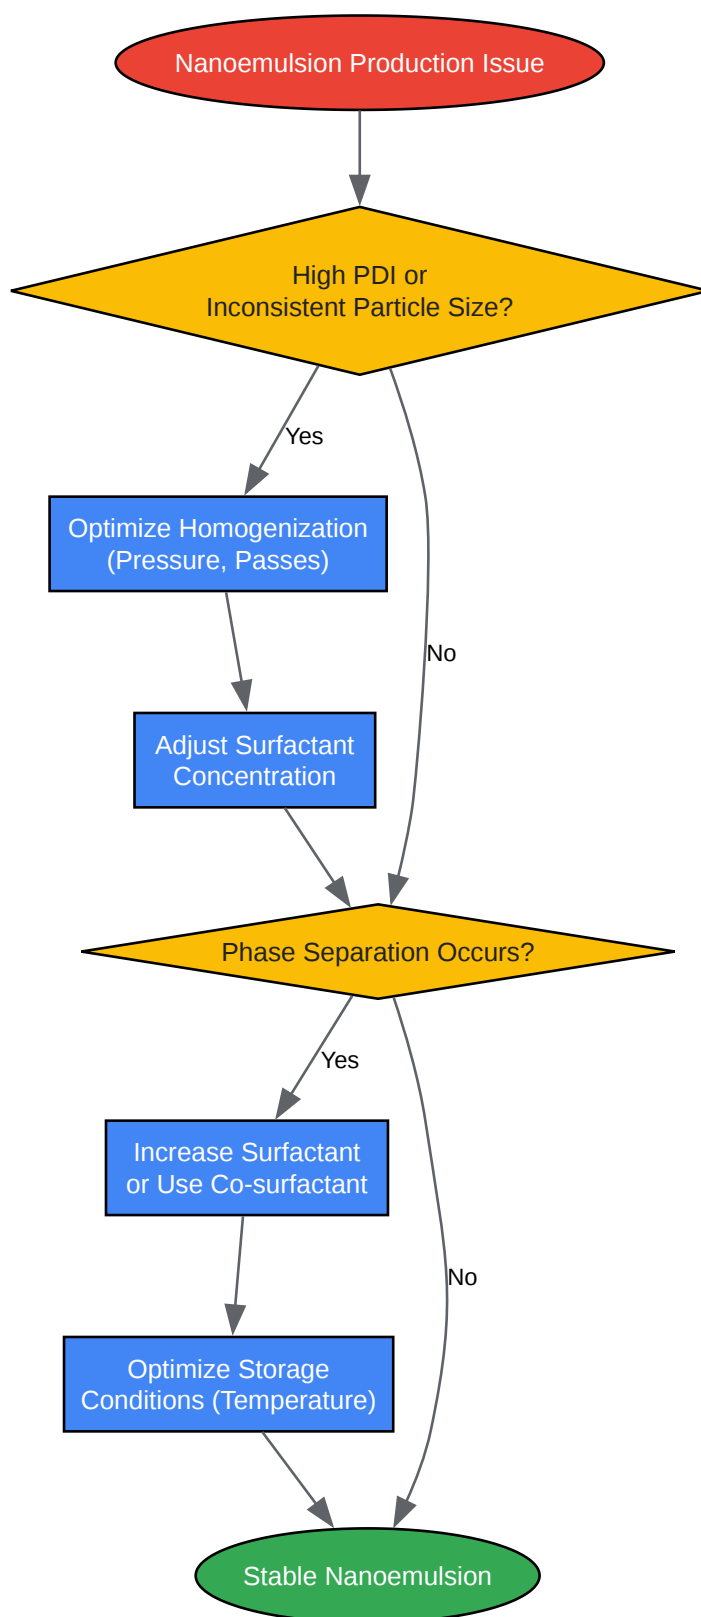 Nanoemulsion Production Issue
High PDI or
Inconsistent Particle Size?
Yes
Optimize Homogenization
(Pressure, Passes)
No
Adjust Surfactant
Concentration
Phase Separation Occurs?
Yes
Increase Surfactant
or Use Co-surfactant
No
Optimize Storage
Conditions (Temperature)
Stable Nanoemulsion